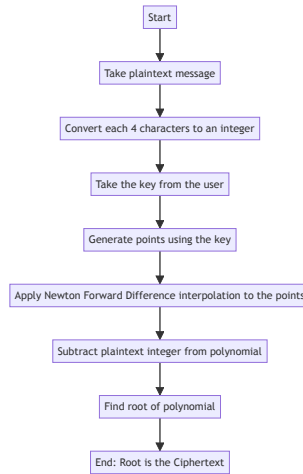 Start
Take plaintext message
Convert each 4 characters to an integer
Take the key from the user
Generate points using the key
Apply Newton Forward Difference interpolation to the points
Subtract plaintext integer from polynomial
Find root of polynomial
End: Root is the Ciphertext